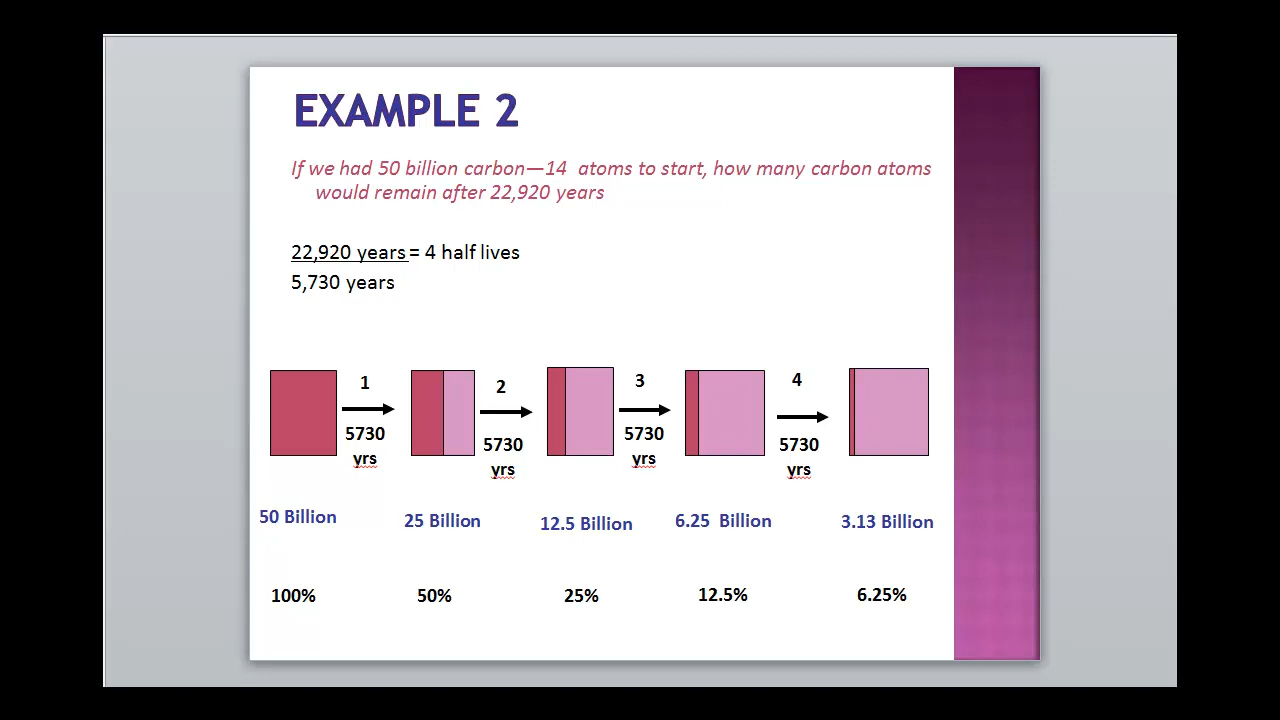 EXAMPLE 2
If we had 50 billion carbon—14 atoms to start, how many carbon atoms
would remain after 22,920 years
22,920 years = 4 half lives
5,730 years
1
2
3
4
5730
yrs
5730
yrs
5730
yrs
5730
yrs
50 Billion
25 Billion
12.5 Billion
6.25 Billion
3.13 Billion
100%
50%
25%
12.5%
6.25%